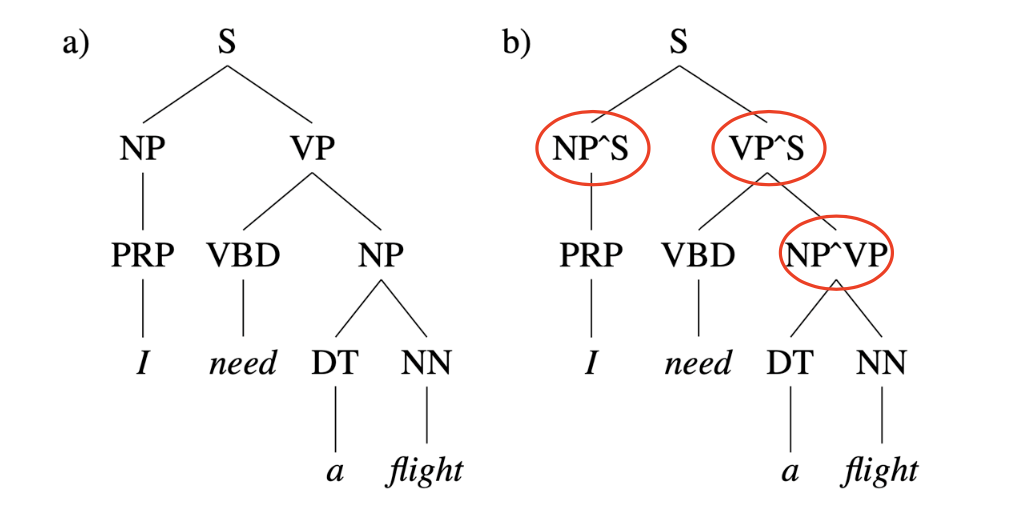 a) S b) S
NP VP NP^S VP^S
PRP VBD NP PRP VBD NP^VP
I need DT NN I need DT NN
a flight a flight